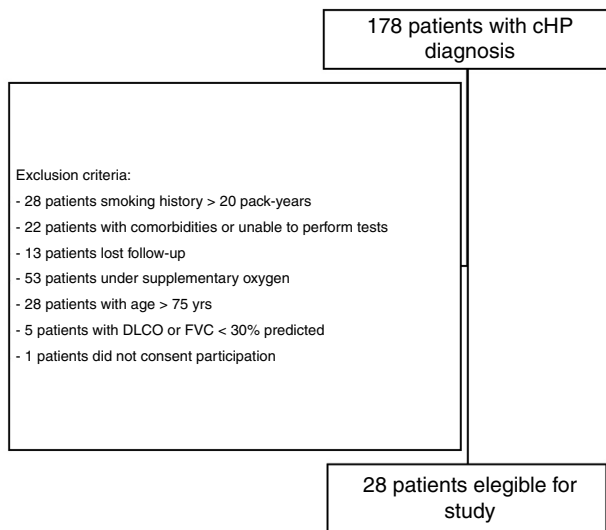 178 patients with cHP
diagnosis
Exclusion criteria:
- 28 patients smoking history > 20 pack-years
- 22 patients with comorbidities or unable to perform tests
- 13 patients lost follow-up
- 53 patients under supplementary oxygen
- 28 patients with age > 75 yrs
- 5 patients with DLCO or FVC < 30% predicted
- 1 patients did not consent participation
28 patients elegible for
study